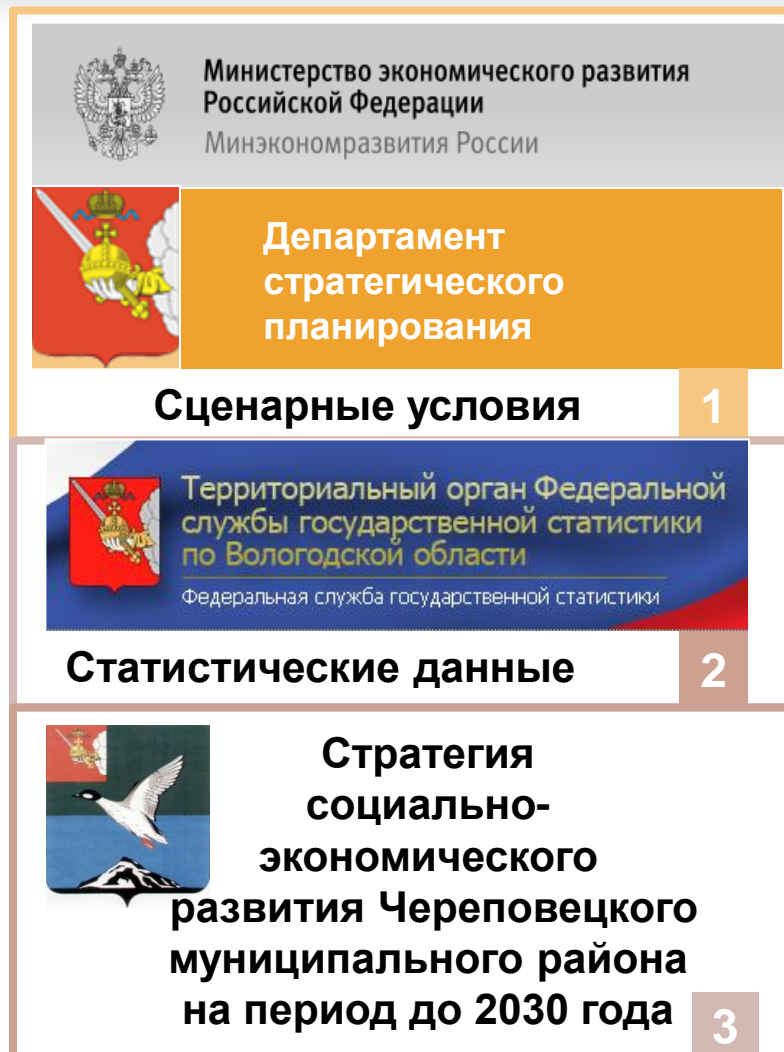 Министерство экономического развития
Российской Федерации
Минэкономразвития России
Департамент
стратегического
планирования
Сценарные условия
1
Территориальный орган Федеральной
службы государственной статистики
по Вологодской области
Федеральная служба государственной статистики
Статистические данные
2
Стратегия
социально-
экономического
развития Череповецкого
муниципального района
на период до 2030 года
3